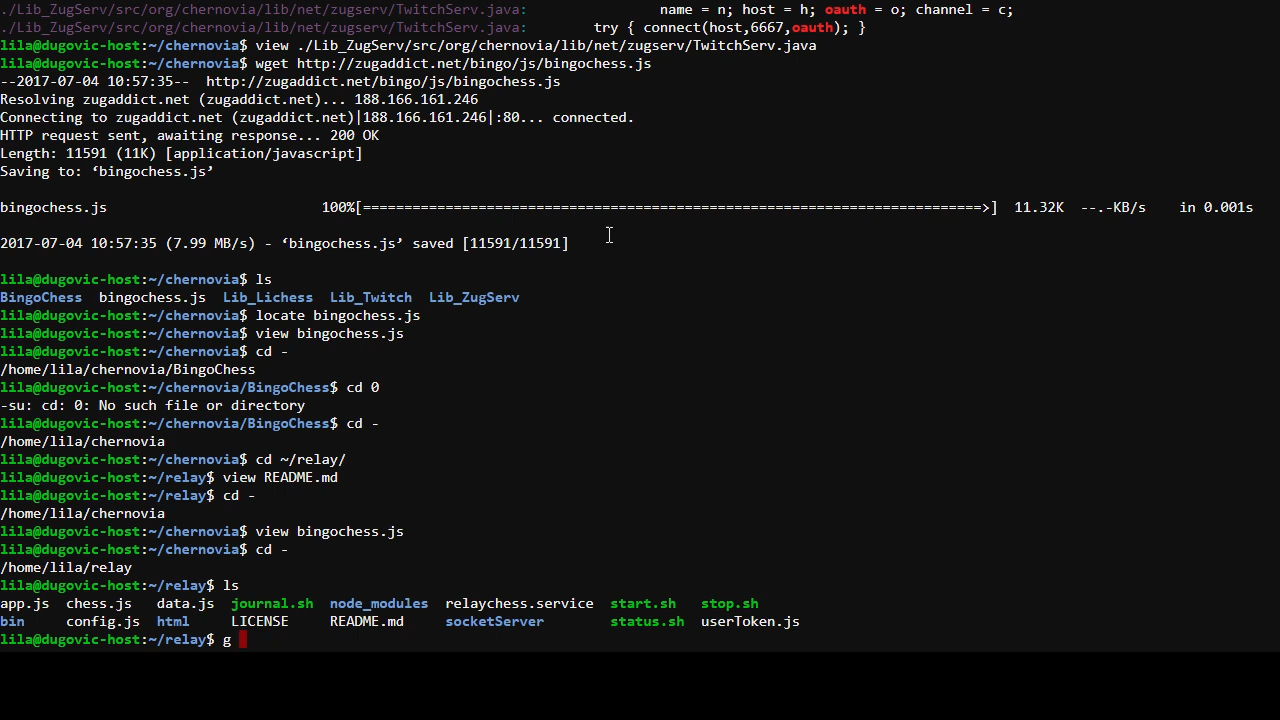 ./Lib_ZugServ/src/org/chernovia/lib/net/zugserv/TwitchServ.java:                name = n; host = h; oauth = o; channel = c;
./Lib_ZugServ/src/org/chernovia/lib/net/zugserv/TwitchServ.java:        try { connect(host,6667,oauth); }
lila@dugovic-host:~/chernovia$ view ./Lib_ZugServ/src/org/chernovia/lib/net/zugserv/TwitchServ.java
lila@dugovic-host:~/chernovia$ wget http://zugaddict.net/bingo/js/bingochess.js
--2017-07-04 10:57:35--  http://zugaddict.net/bingo/js/bingochess.js
Resolving zugaddict.net (zugaddict.net)... 188.166.161.246
Connecting to zugaddict.net (zugaddict.net)|188.166.161.246|:80... connected.
HTTP request sent, awaiting response... 200 OK
Length: 11591 (11K) [application/javascript]
Saving to: ‘bingochess.js’
bingochess.js                          100%[===========================================================================>]  11.32K  --.-KB/s    in 0.001s
2017-07-04 10:57:35 (7.99 MB/s) - ‘bingochess.js’ saved [11591/11591]
lila@dugovic-host:~/chernovia$ ls
BingoChess  bingochess.js  Lib_Lichess  Lib_Twitch  Lib_ZugServ
lila@dugovic-host:~/chernovia$ locate bingochess.js
lila@dugovic-host:~/chernovia$ view bingochess.js
lila@dugovic-host:~/chernovia$ cd -
/home/lila/chernovia/BingoChess
lila@dugovic-host:~/chernovia/BingoChess$ cd 0
-su: cd: 0: No such file or directory
lila@dugovic-host:~/chernovia/BingoChess$ cd -
/home/lila/chernovia
lila@dugovic-host:~/chernovia$ cd ~/relay/
lila@dugovic-host:~/relay$ view README.md
lila@dugovic-host:~/relay$ cd -
/home/lila/chernovia
lila@dugovic-host:~/chernovia$ view bingochess.js
lila@dugovic-host:~/chernovia$ cd -
/home/lila/relay
lila@dugovic-host:~/relay$ ls
app.js  chess.js   data.js  journal.sh  node_modules  relaychess.service  start.sh   stop.sh
bin     config.js  html     LICENSE     README.md     socketServer        status.sh  userToken.js
lila@dugovic-host:~/relay$ g